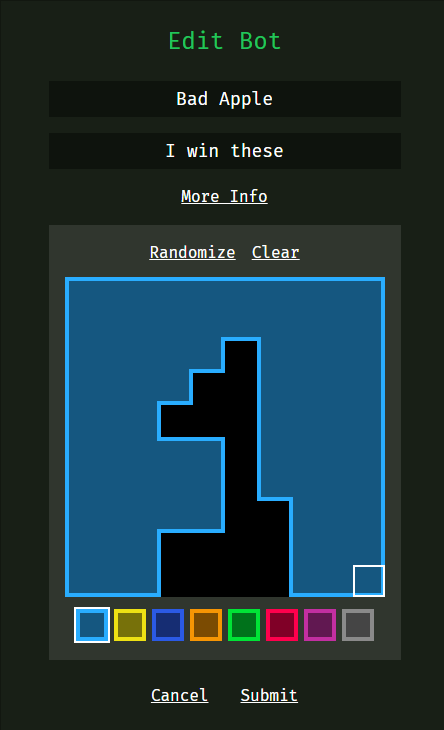 Edit Bot
Bad Apple
I win these
More Info
Randomize Clear
Cancel Submit